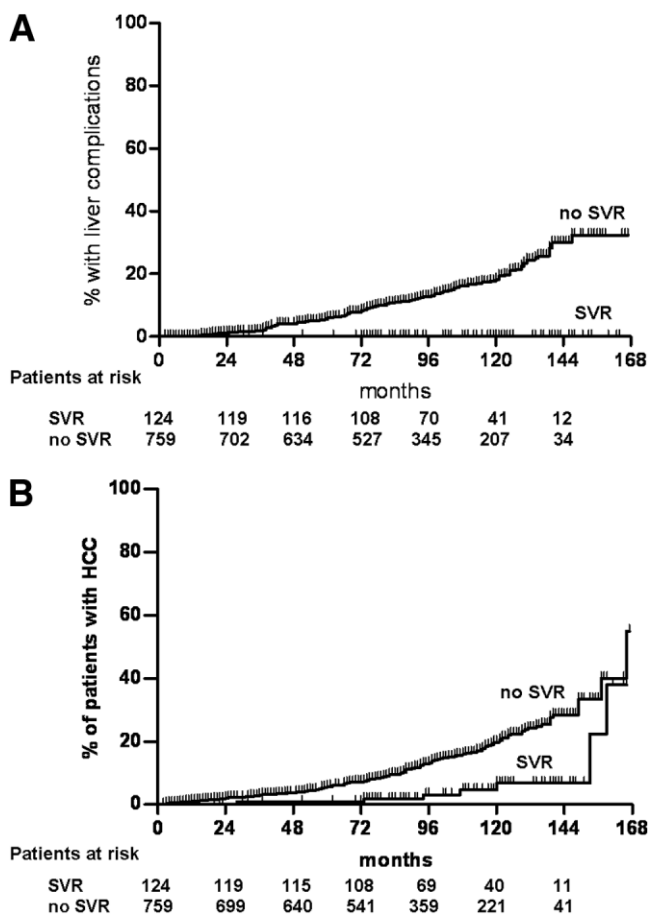 A
100
80
60
40
20
0
% with liver complications
no SVR
SVR
0 24 48 72 96 120 144 168
months
Patients at risk
SVR 124 119 116 108 70 41 12
no SVR 759 702 634 527 345 207 34
B
100
80
60
40
20
0
% of patients with HCC
no SVR
SVR
0 24 48 72 96 120 144 168
months
Patients at risk
SVR 124 119 115 108 69 40 11
no SVR 759 699 640 541 359 221 41